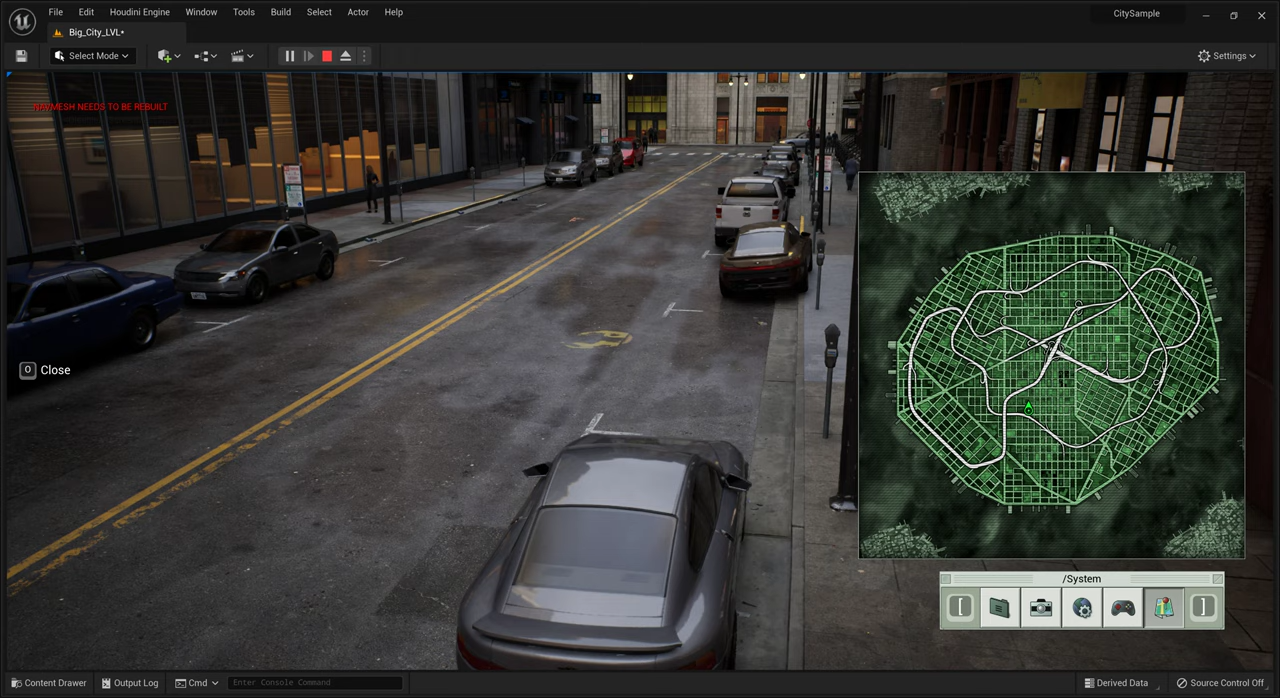 File Edit Houdini Engine Window Tools Build Select Actor Help
CitySample
Big_City_LVL*
Select Mode
Settings
NAVMESH NEEDS TO BE REBUILT
O Close
/System
[ ]
Content Drawer Output Log Cmd Enter Console Command Derived Data Source Control Off